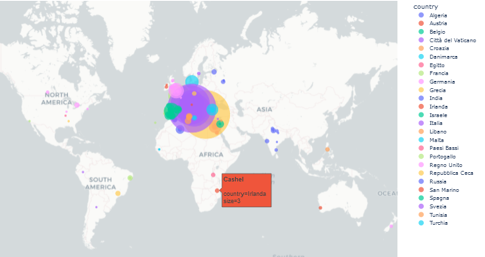 country
Algeria
Austria
Belgio
Città del Vaticano
Croazia
Danimarca
Egitto
Francia
Germania
Grecia
India
Irlanda
Israele
Italia
Libano
Malta
Paesi Bassi
Portogallo
Regno Unito
Repubblica Ceca
Russia
San Marino
Spagna
Svezia
Tunisia
Turchia
NORTH
AMERICA
ASIA
AFRICA
SOUTH
AMERICA
Cashel
country=Irlanda
size=3
OCEA
Southern